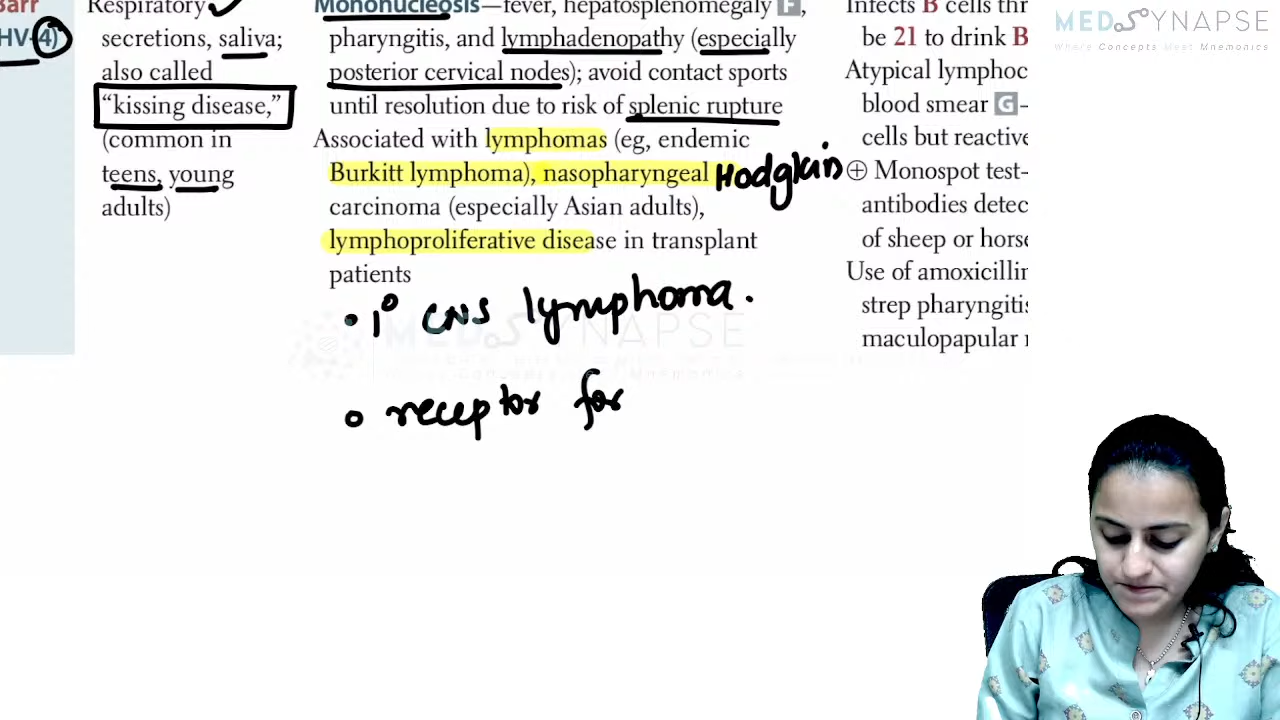 Barr
HV-4)
Respiratory
secretions, saliva;
also called
“kissing disease,”
(common in
teens, young
adults)
Mononucleosis—fever, hepatosplenomegaly F,
pharyngitis, and lymphadenopathy (especially
posterior cervical nodes); avoid contact sports
until resolution due to risk of splenic rupture
Associated with lymphomas (eg, endemic
Burkitt lymphoma), nasopharyngeal Hodgkin
carcinoma (especially Asian adults),
lymphoproliferative disease in transplant
patients
• 1° CNS lymphoma.
• receptor for
Infects B cells thr
be 21 to drink B
Atypical lymphoc
blood smear G–
cells but reactive
⊕ Monospot test–
antibodies detec
of sheep or horse
Use of amoxicillin
strep pharyngitis
maculopapular r
MEDSYNAPSE
Where Concepts Meet Mnemonics
MEDSYNAPSE